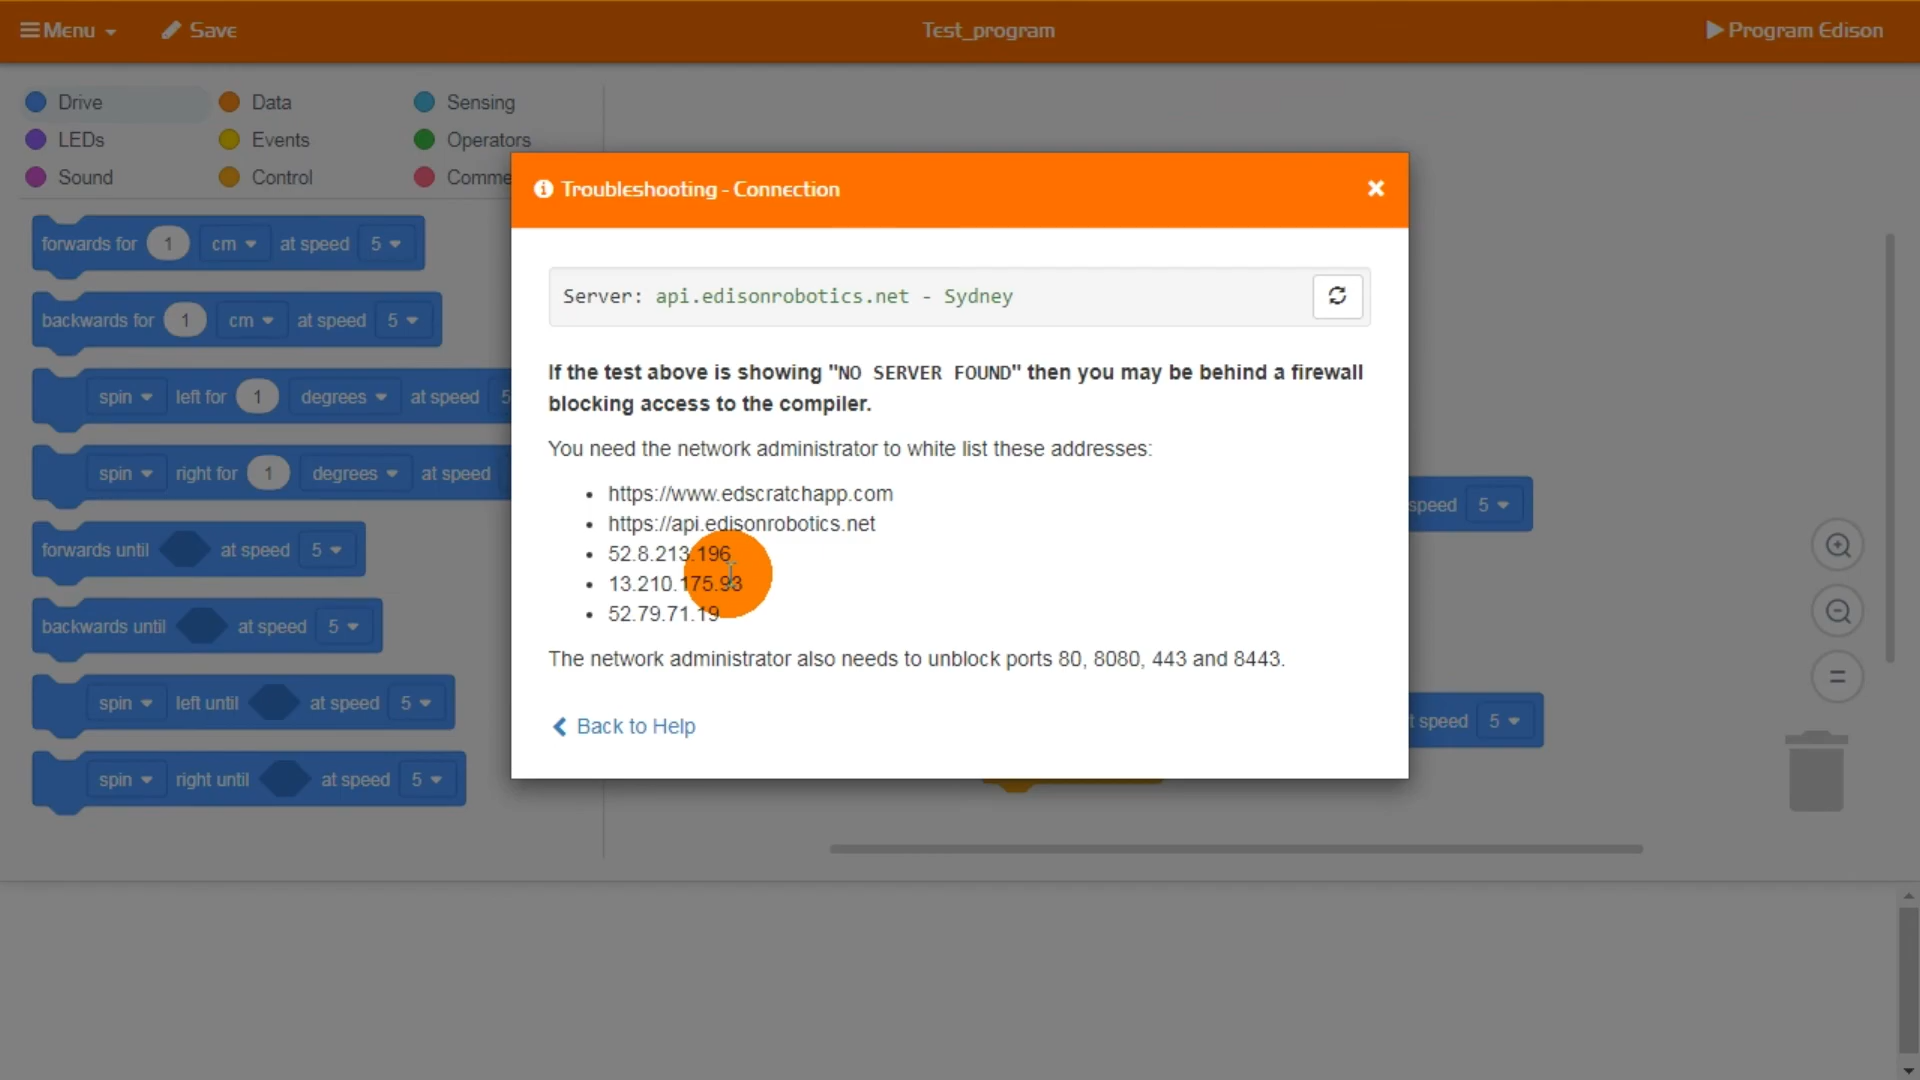 Menu
Save
Test_program
Program Edison
Drive
Data
Sensing
LEDs
Events
Operators
Sound
Control
Comme
forwards for 1 cm at speed 5
backwards for 1 cm at speed 5
spin left for 1 degrees at speed 5
spin right for 1 degrees at speed
forwards until at speed 5
backwards until at speed 5
spin left until at speed 5
spin right until at speed 5
Troubleshooting - Connection
Server: api.edisonrobotics.net - Sydney
If the test above is showing "NO SERVER FOUND" then you may be behind a firewall
blocking access to the compiler.
You need the network administrator to white list these addresses:
https://www.edscratchapp.com
https://api.edisonrobotics.net
52.8.213.196
13.210.175.93
52.79.71.19
The network administrator also needs to unblock ports 80, 8080, 443 and 8443.
Back to Help
speed 5
t speed 5